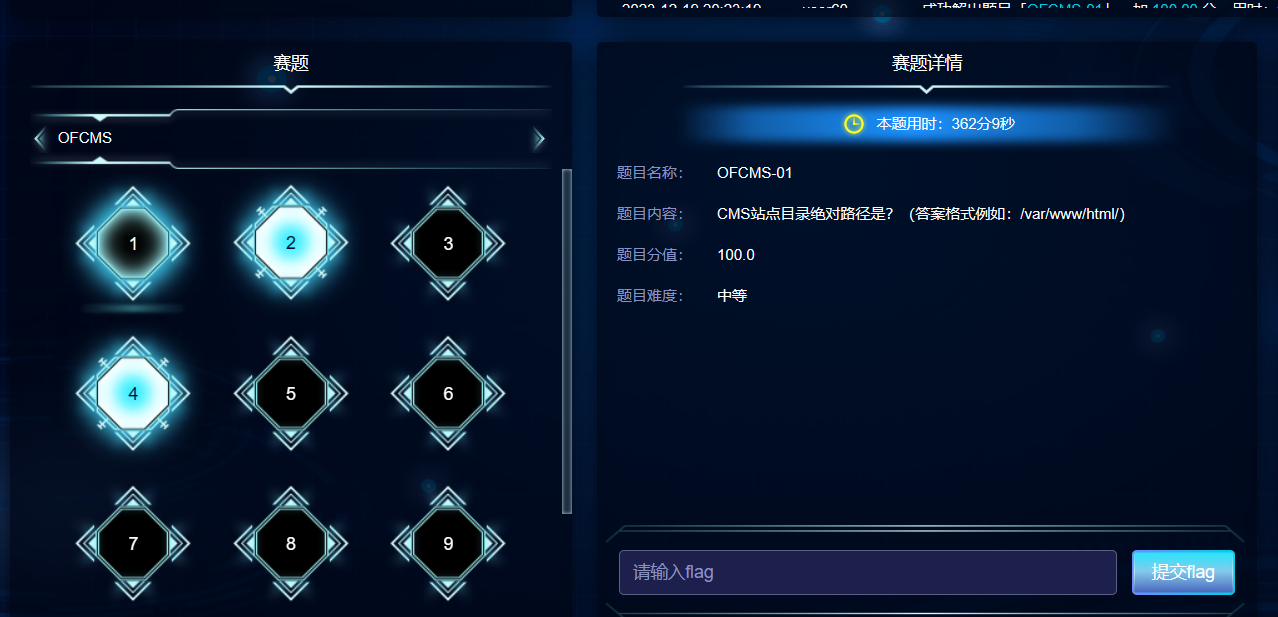 赛题
OFCMS
1
2
3
4
5
6
7
8
9
赛题详情
本题用时：362分9秒
题目名称： OFCMS-01
题目内容： CMS站点目录绝对路径是？ （答案格式例如：/var/www/html/）
题目分值： 100.0
题目难度： 中等
请输入flag
提交flag